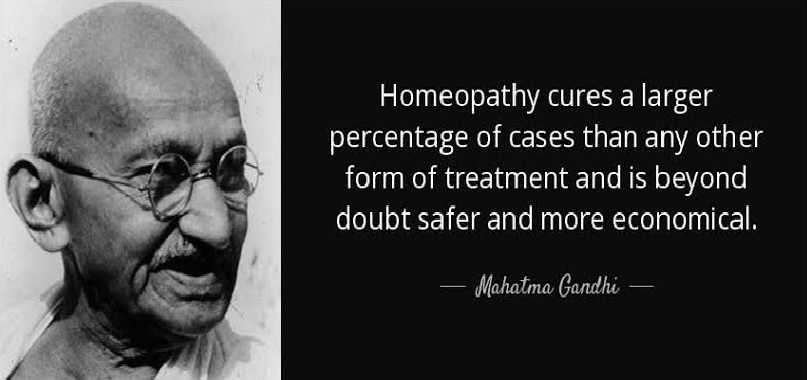 Homeopathy cures a larger
percentage of cases than any other
form of treatment and is beyond
doubt safer and more economical.
— Mahatma Gandhi —